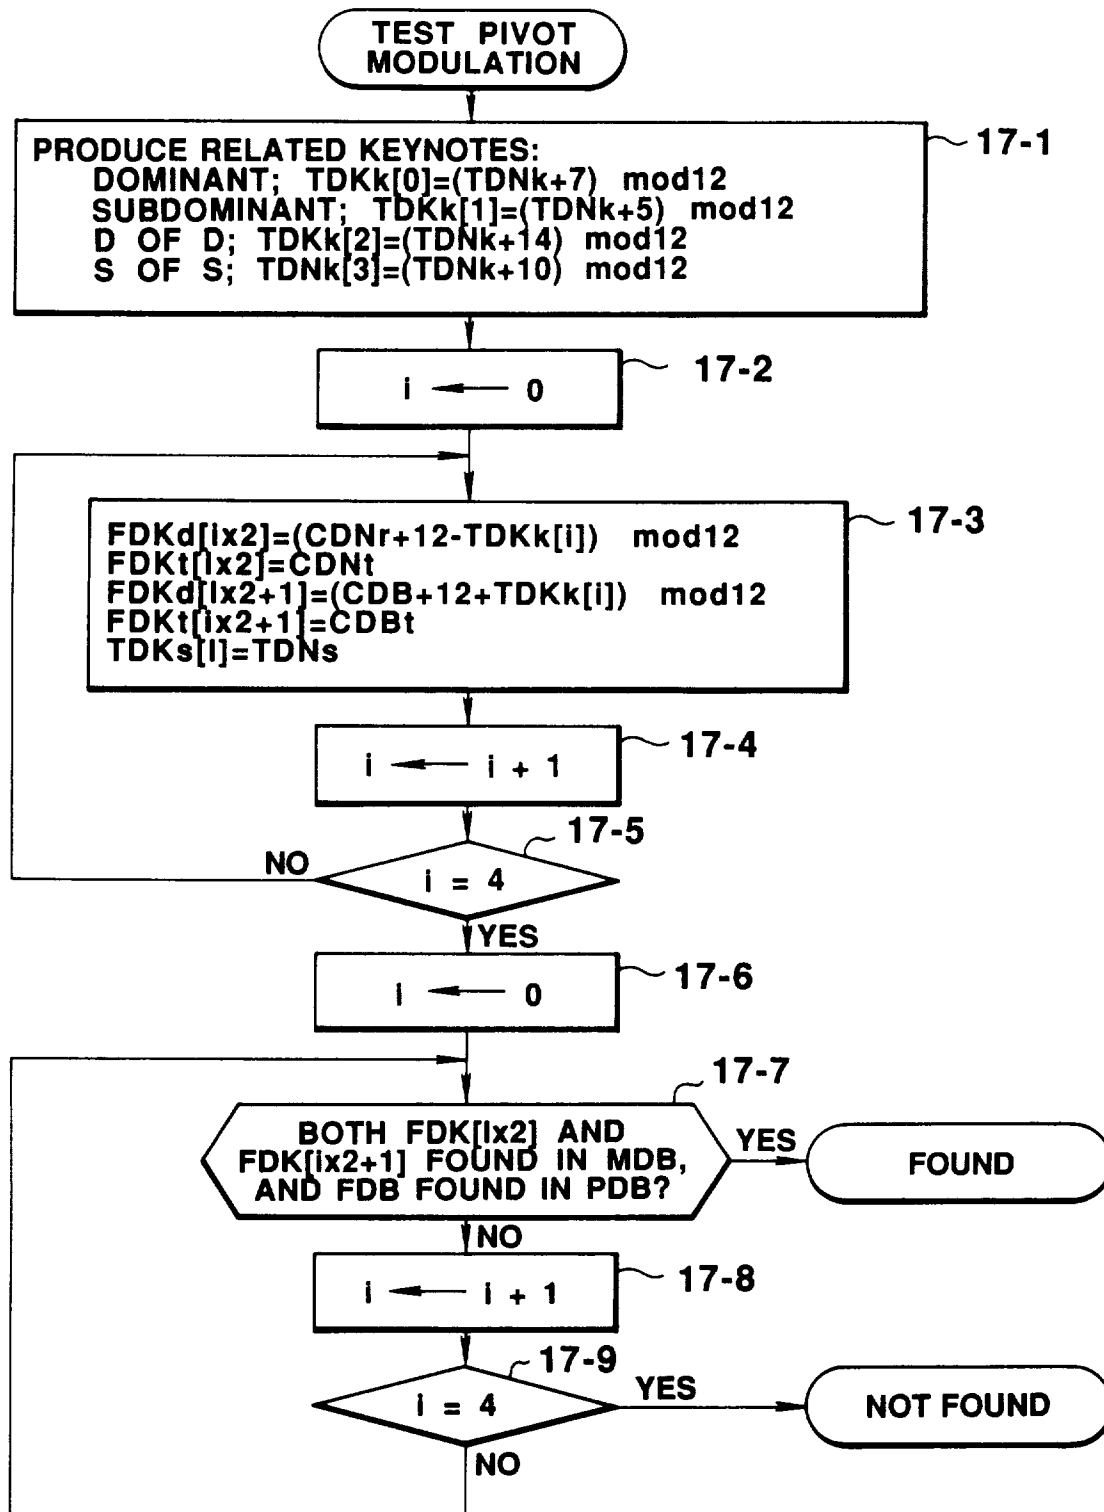 TEST PIVOT
MODULATION
17-1
PRODUCE RELATED KEYNOTES:
DOMINANT; TDKk[0]=(TDNk+7) mod12
SUBDOMINANT; TDKk[1]=(TDNk+5) mod12
D OF D; TDKk[2]=(TDNk+14) mod12
S OF S; TDNk[3]=(TDNk+10) mod12
17-2
i ← 0
17-3
FDKd[ix2]=(CDNr+12-TDKk[i]) mod12
FDKt[ix2]=CDNt
FDKd[ix2+1]=(CDB+12+TDKk[i]) mod12
FDKt[ix2+1]=CDBt
TDKs[i]=TDNs
17-4
i ← i + 1
17-5
NO
i = 4
YES
17-6
i ← 0
17-7
BOTH FDK[ix2] AND
FDK[ix2+1] FOUND IN MDB,
AND FDB FOUND IN PDB?
YES
FOUND
NO
17-8
i ← i + 1
17-9
i = 4
YES
NOT FOUND
NO